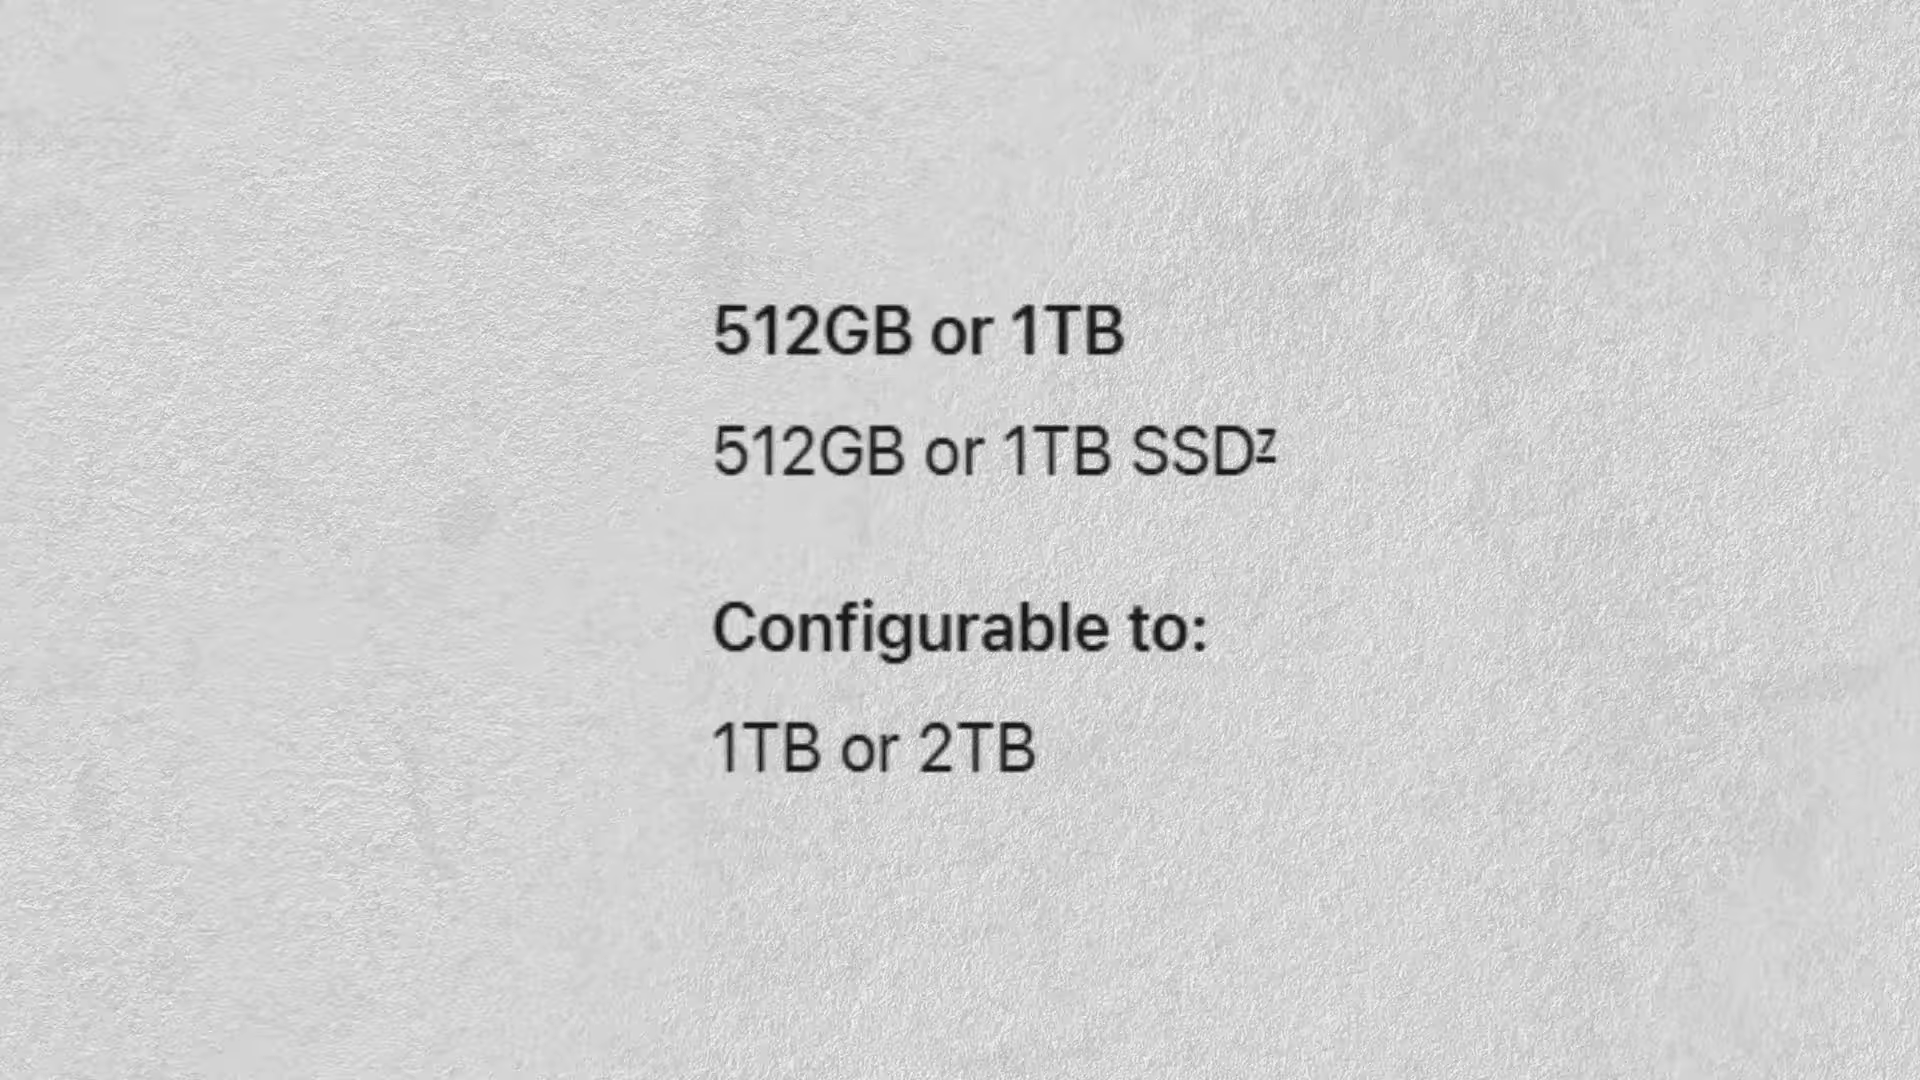 512GB or 1TB
512GB or 1TB SSDz
Configurable to:
1TB or 2TB